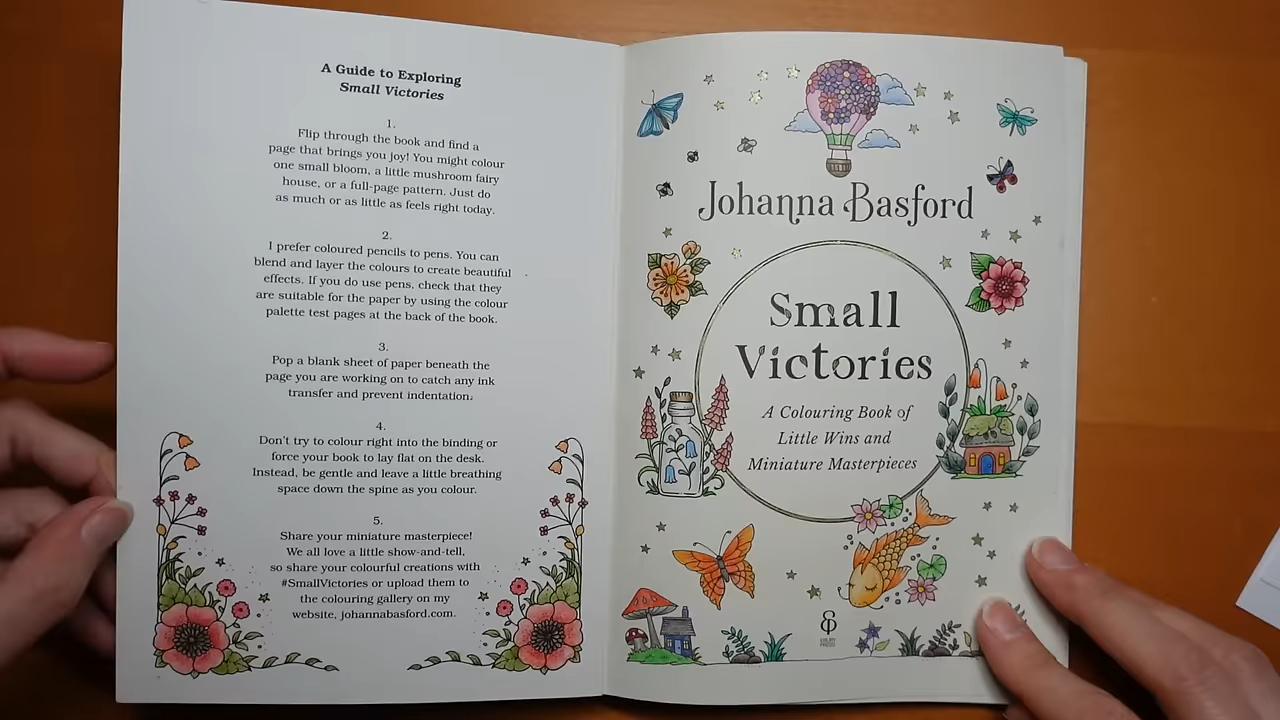 A Guide to Exploring
Small Victories
1.
Flip through the book and find a
page that brings you joy! You might colour
one small bloom, a little mushroom fairy
house, or a full-page pattern. Just do
as much or as little as feels right today.
2.
I prefer coloured pencils to pens. You can
blend and layer the colours to create beautiful
effects. If you do use pens, check that they
are suitable for the paper by using the colour
palette test pages at the back of the book.
3.
Pop a blank sheet of paper beneath the
page you are working on to catch any ink
transfer and prevent indentation.
4.
Don't try to colour right into the binding or
force your book to lay flat on the desk.
Instead, be gentle and leave a little breathing
space down the spine as you colour.
5.
Share your miniature masterpiece!
We all love a little show-and-tell,
so share your colourful creations with
#SmallVictories or upload them to
the colouring gallery on my
website, johannabasford.com.
Johanna Basford
Small
Victories
A Colouring Book of
Little Wins and
Miniature Masterpieces